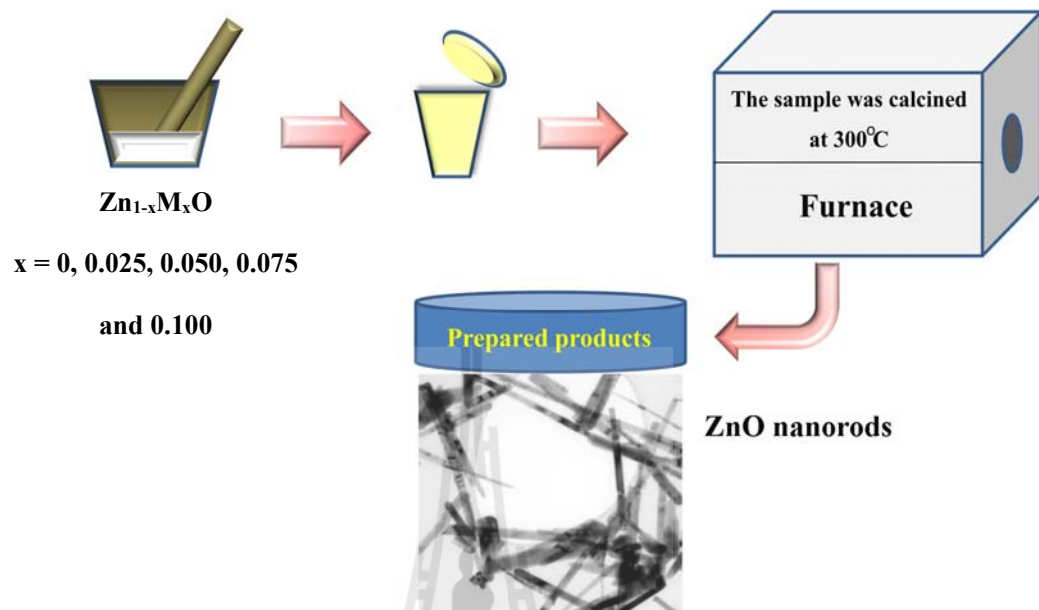 The sample was calcined
at 300°C
Furnace
Zn₁₋ₓMₓO
x = 0, 0.025, 0.050, 0.075
and 0.100
Prepared products
ZnO nanorods